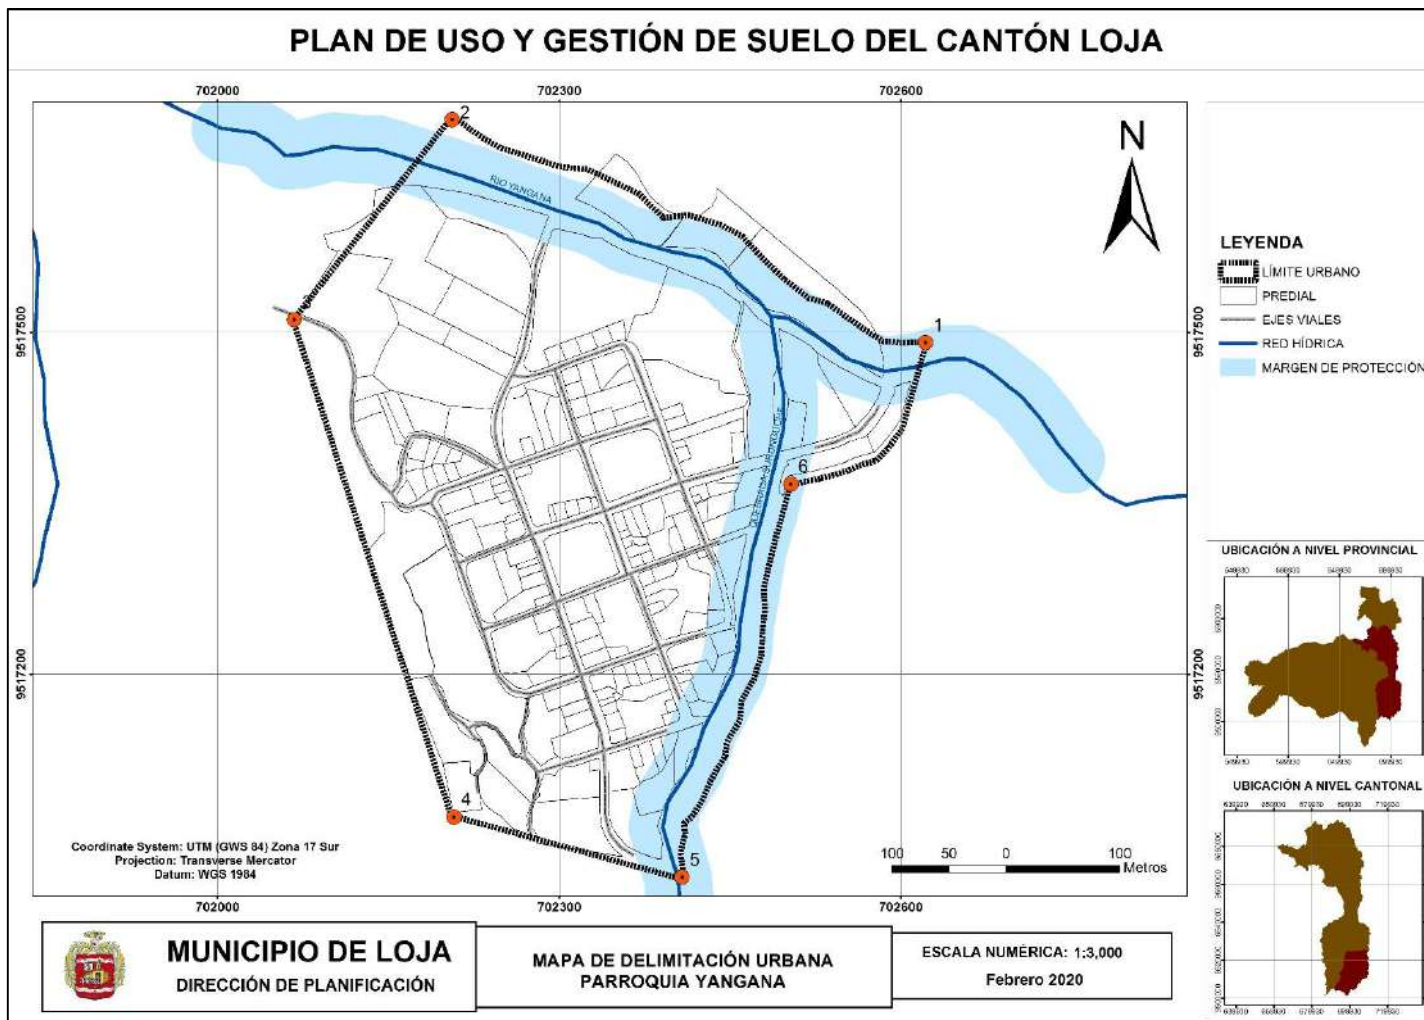 PLAN DE USO Y GESTIÓN DE SUELO DEL CANTÓN LOJA
702000
702300
702600
2
RIO YANGANA
N
3
1
9517500
9517500
6
9517200
9517200
4
5
Coordinate System: UTM (GWS 84) Zona 17 Sur
Projection: Transverse Mercator
Datum: WGS 1984
100 50 0 100
Metros
702000
702300
702600
LEYENDA
LÍMITE URBANO
PREDIAL
EJES VIALES
RED HÍDRICA
MARGEN DE PROTECCIÓN
UBICACIÓN A NIVEL PROVINCIAL
UBICACIÓN A NIVEL CANTONAL
MUNICIPIO DE LOJA
DIRECCIÓN DE PLANIFICACIÓN
MAPA DE DELIMITACIÓN URBANA
PARROQUIA YANGANA
ESCALA NUMÉRICA: 1:3,000
Febrero 2020